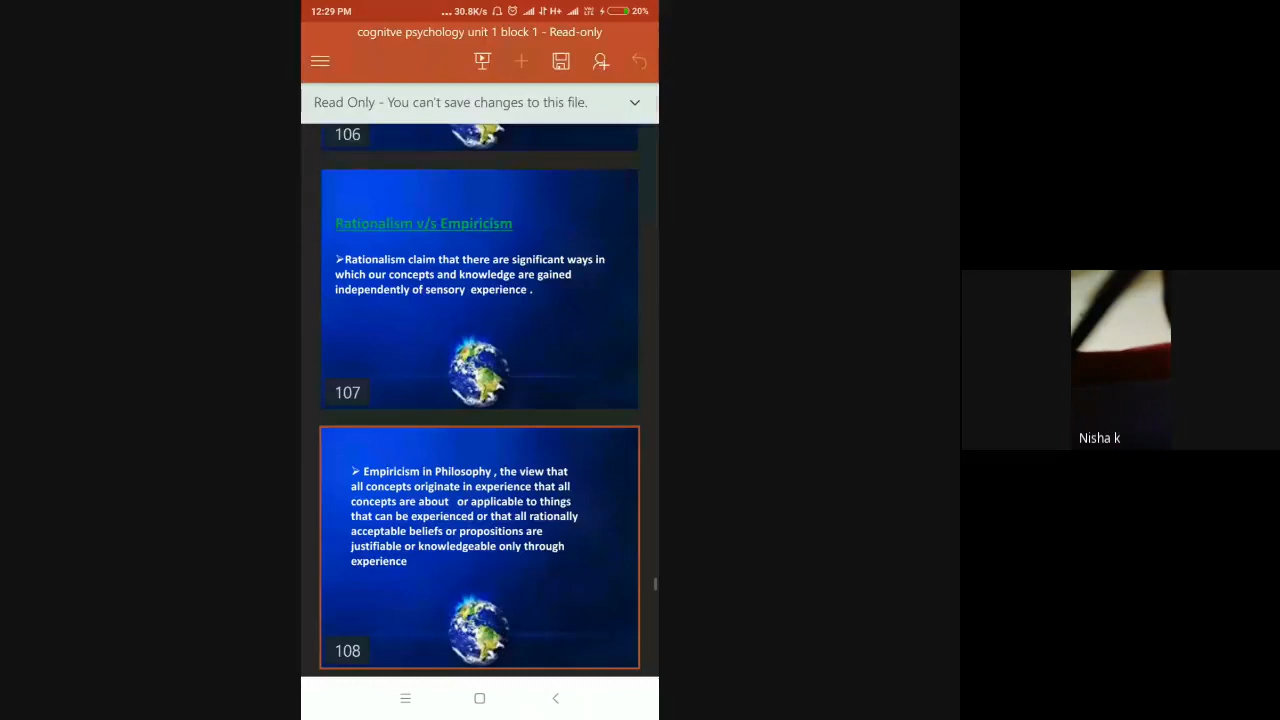 12:29 PM
... 30.8K/s H+ 20%
cognitve psychology unit 1 block 1 - Read-only
Read Only - You can't save changes to this file.
106
Rationalism v/s Empiricism
➢Rationalism claim that there are significant ways in
which our concepts and knowledge are gained
independently of sensory experience .
107
➢ Empiricism in Philosophy , the view that
all concepts originate in experience that all
concepts are about or applicable to things
that can be experienced or that all rationally
acceptable beliefs or propositions are
justifiable or knowledgeable only through
experience
108
Nisha k